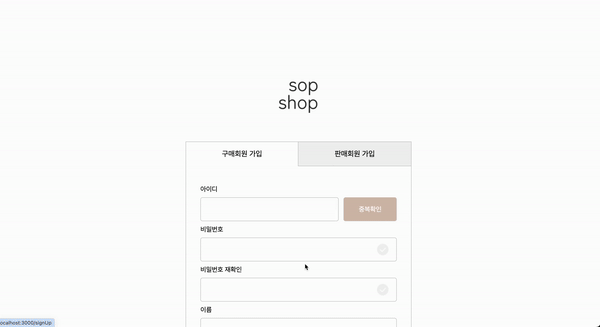 sop
shop
구매회원 가입
판매회원 가입
아이디
중복확인
비밀번호
비밀번호 재확인
이름
ocalhost:3000/signUp